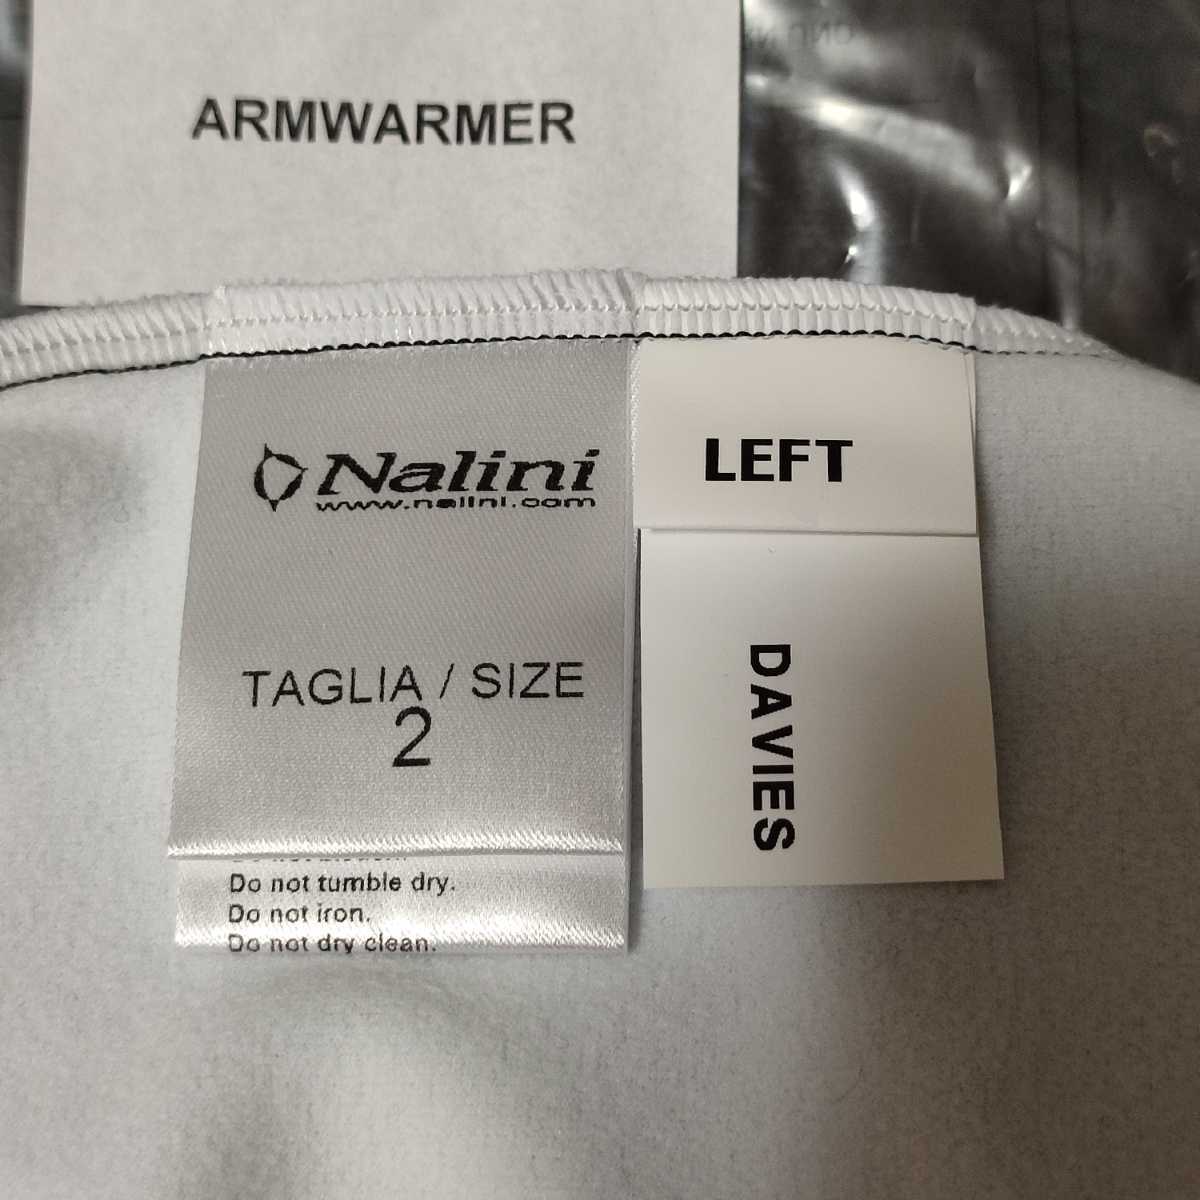 ARMWARMER
Nalini
www.nalini.com
TAGLIA / SIZE
2
Do not tumble dry.
Do not iron.
Do not dry clean.
LEFT
DAVIES